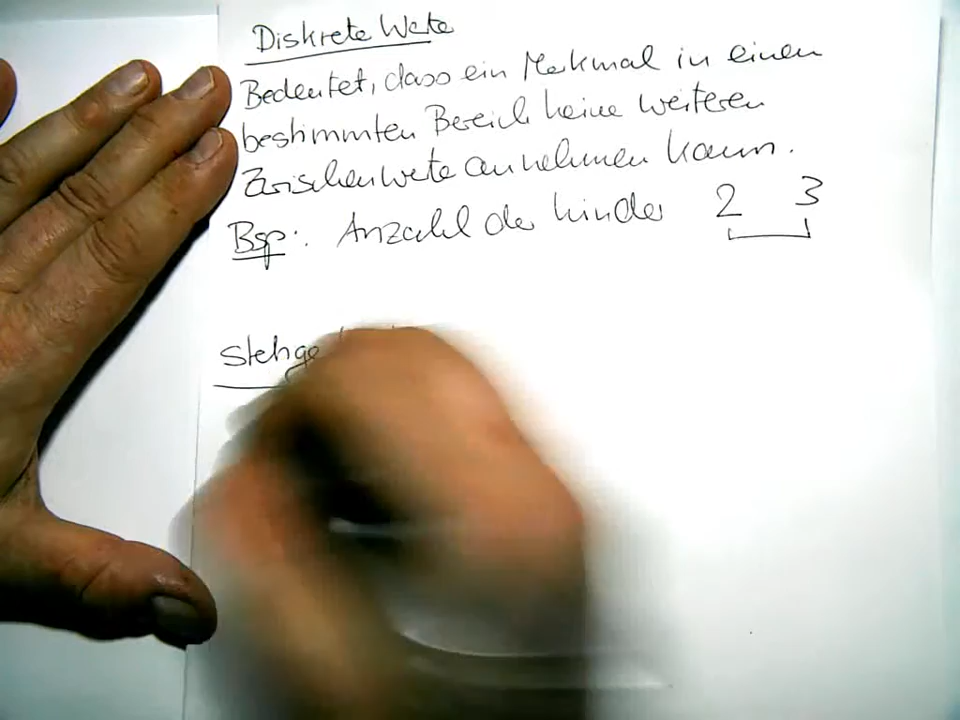 Diskrete Werte
Bedeutet, dass ein Merkmal in einen
bestimmten Bereich keine weiteren
Zwischenwerte annehmen kann.
Bsp: Anzahl der Kinder 2 3